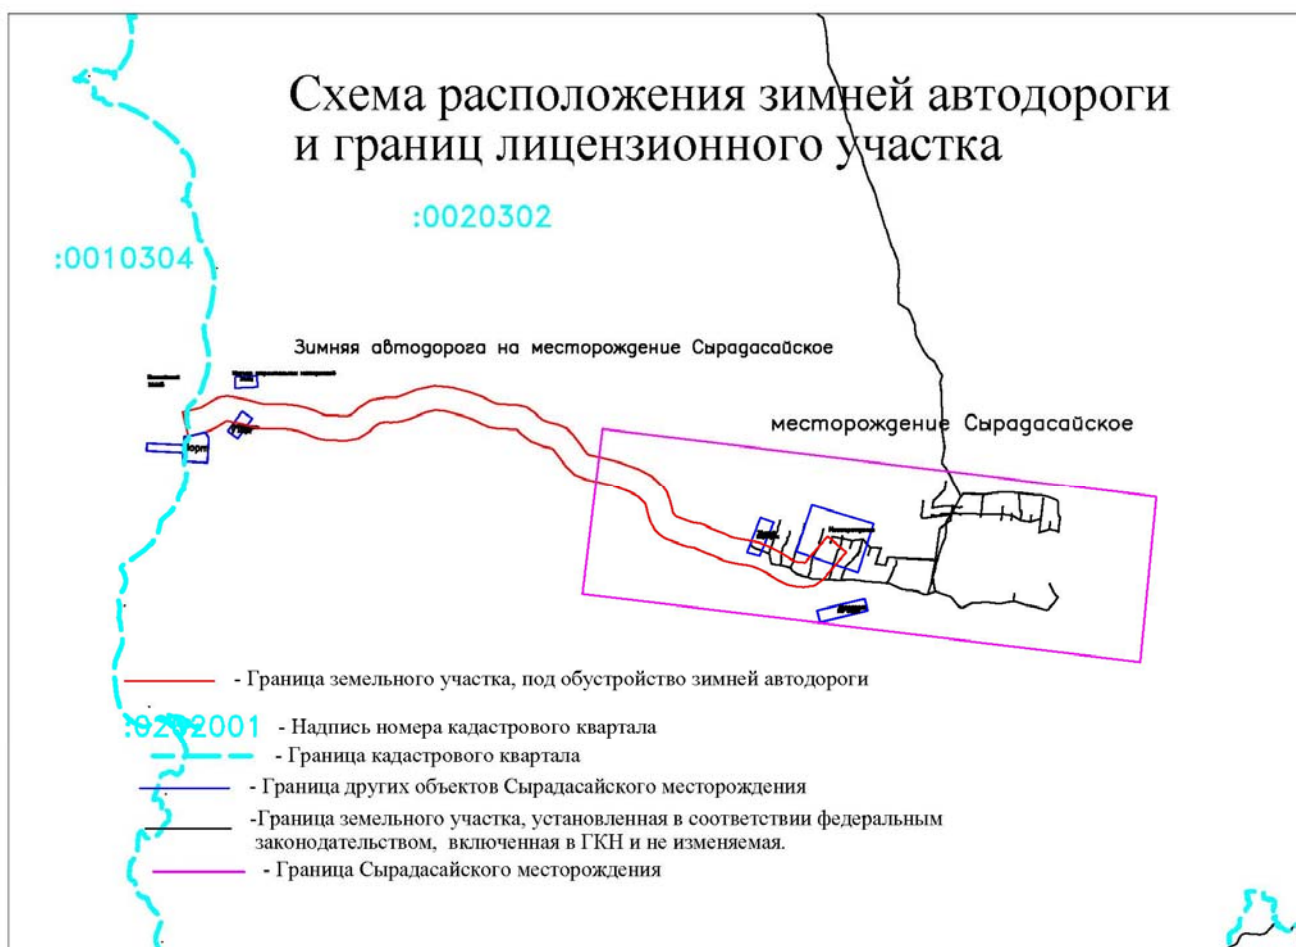 Схема расположения зимней автодороги
и границ лицензионного участка
:0020302
:0010304
Зимняя автодорога на месторождение Сырадасайское
месторождение Сырадасайское
порт
- Граница земельного участка, под обустройство зимней автодороги
:0202001 - Надпись номера кадастрового квартала
- Граница кадастрового квартала
- Граница других объектов Сырадасайского месторождения
-Граница земельного участка, установленная в соответствии федеральным
законодательством, включенная в ГКН и не изменяемая.
- Граница Сырадасайского месторождения